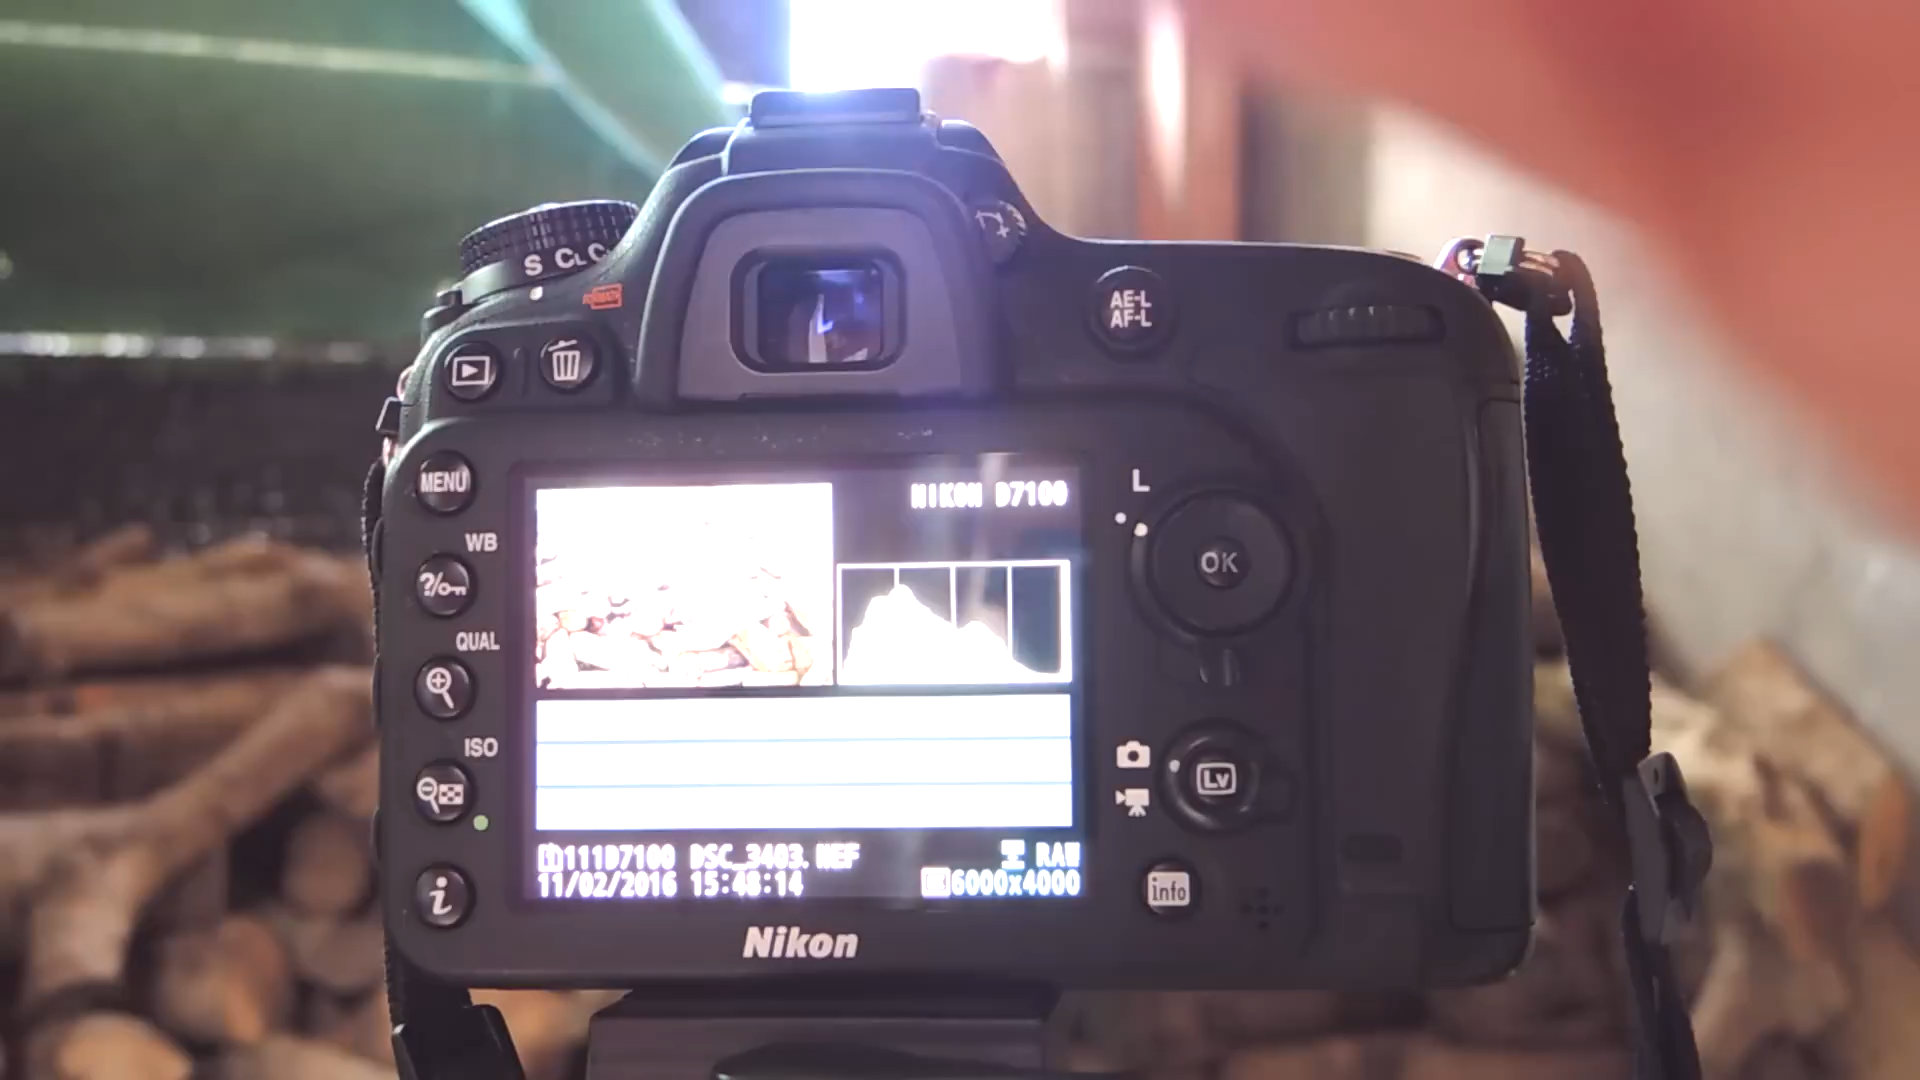 S CL C
FORMAT
AE-L
AF-L
MENU
NIKON D7100
L
WB
?
OK
QUAL
ISO
Lv
111D7100 DSC_3403.NEF
RAW
11/02/2016 15:48:14
6000x4000
i
info
Nikon